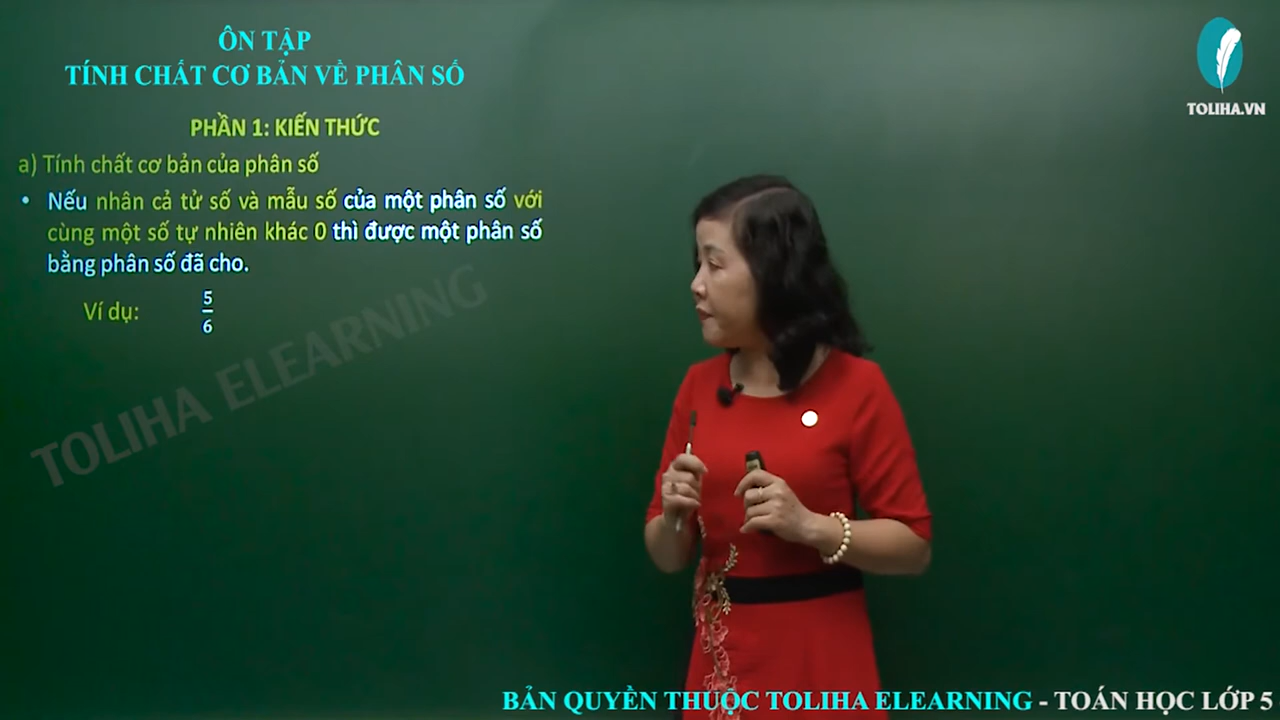 ÔN TẬP
TÍNH CHẤT CƠ BẢN VỀ PHÂN SỐ
TOLIHA.VN
PHẦN 1: KIẾN THỨC
a) Tính chất cơ bản của phân số
• Nếu nhân cả tử số và mẫu số của một phân số với
cùng một số tự nhiên khác 0 thì được một phân số
bằng phân số đã cho.
Ví dụ:
5
6
TOLIHA ELEARNING
BẢN QUYỀN THUỘC TOLIHA ELEARNING - TOÁN HỌC LỚP 5